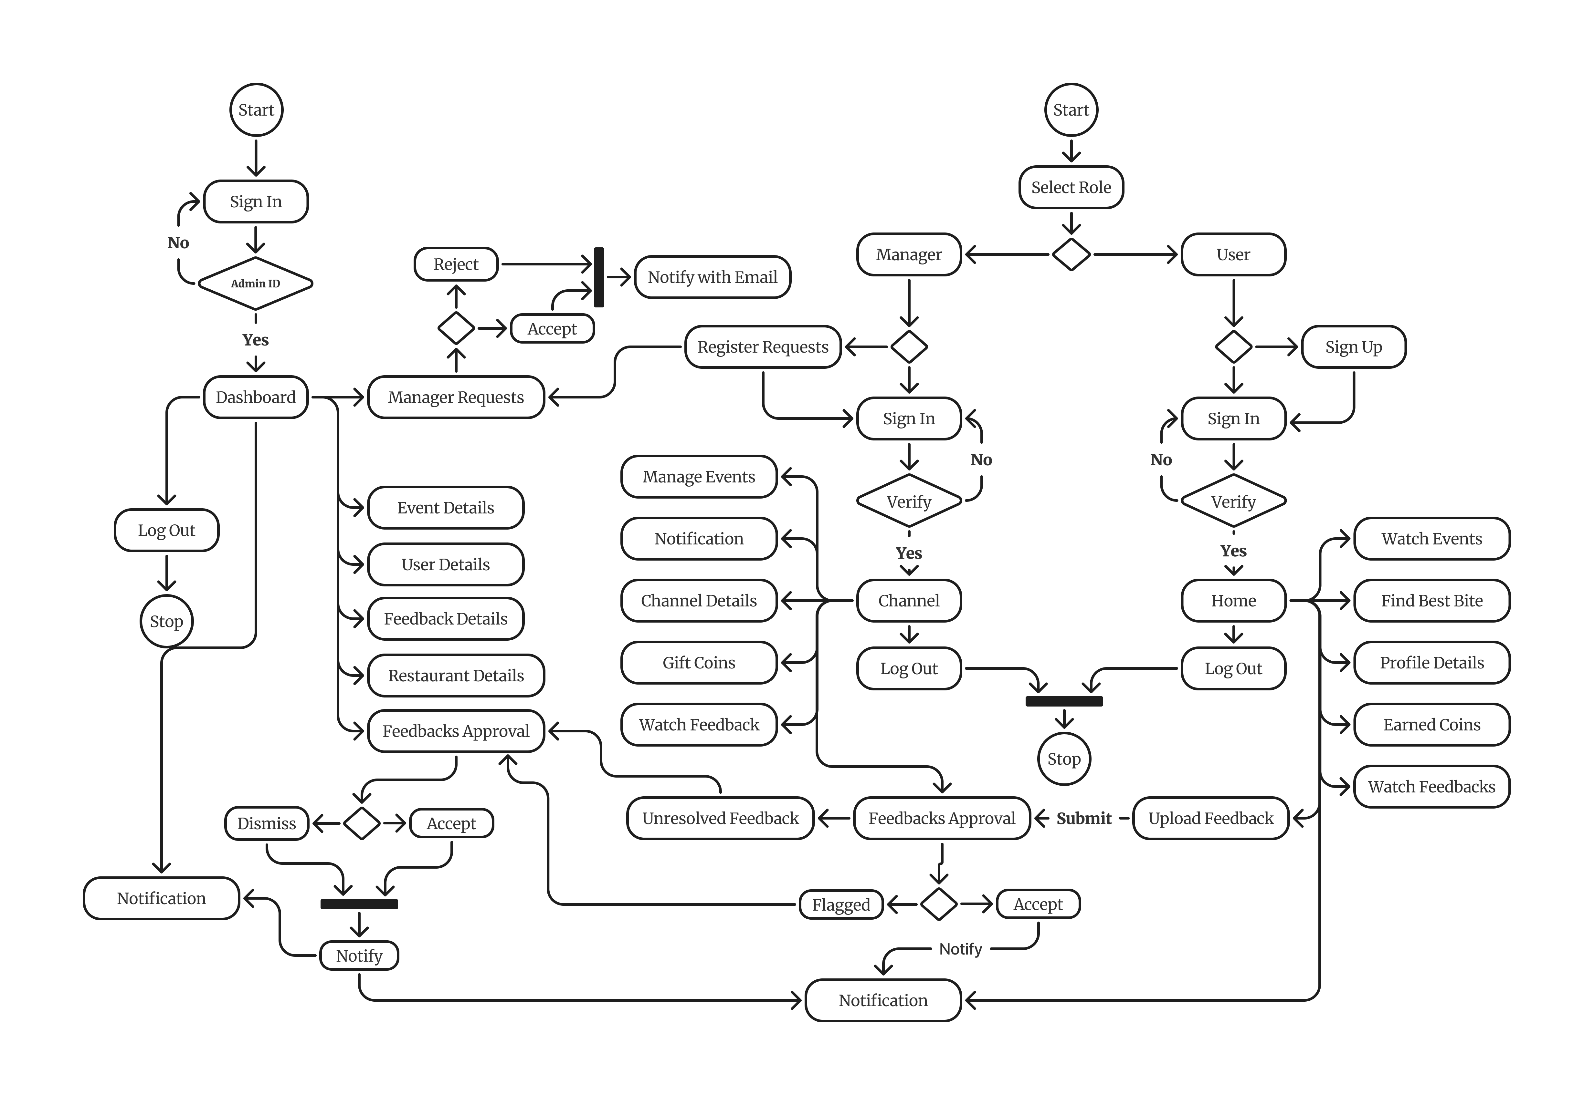 Start
Start
Select Role
Sign In
No
Manager
User
Reject
Notify with Email
Admin ID
Accept
Yes
Register Requests
Sign Up
Dashboard
Manager Requests
Sign In
Sign In
No
No
Manage Events
Verify
Verify
Event Details
Log Out
Notification
Watch Events
Yes
Yes
User Details
Channel Details
Channel
Home
Find Best Bite
Feedback Details
Stop
Gift Coins
Log Out
Log Out
Profile Details
Restaurant Details
Watch Feedback
Earned Coins
Feedbacks Approval
Stop
Watch Feedbacks
Dismiss
Accept
Unresolved Feedback
Feedbacks Approval
Submit
Upload Feedback
Notification
Flagged
Accept
Notify
Notify
Notification